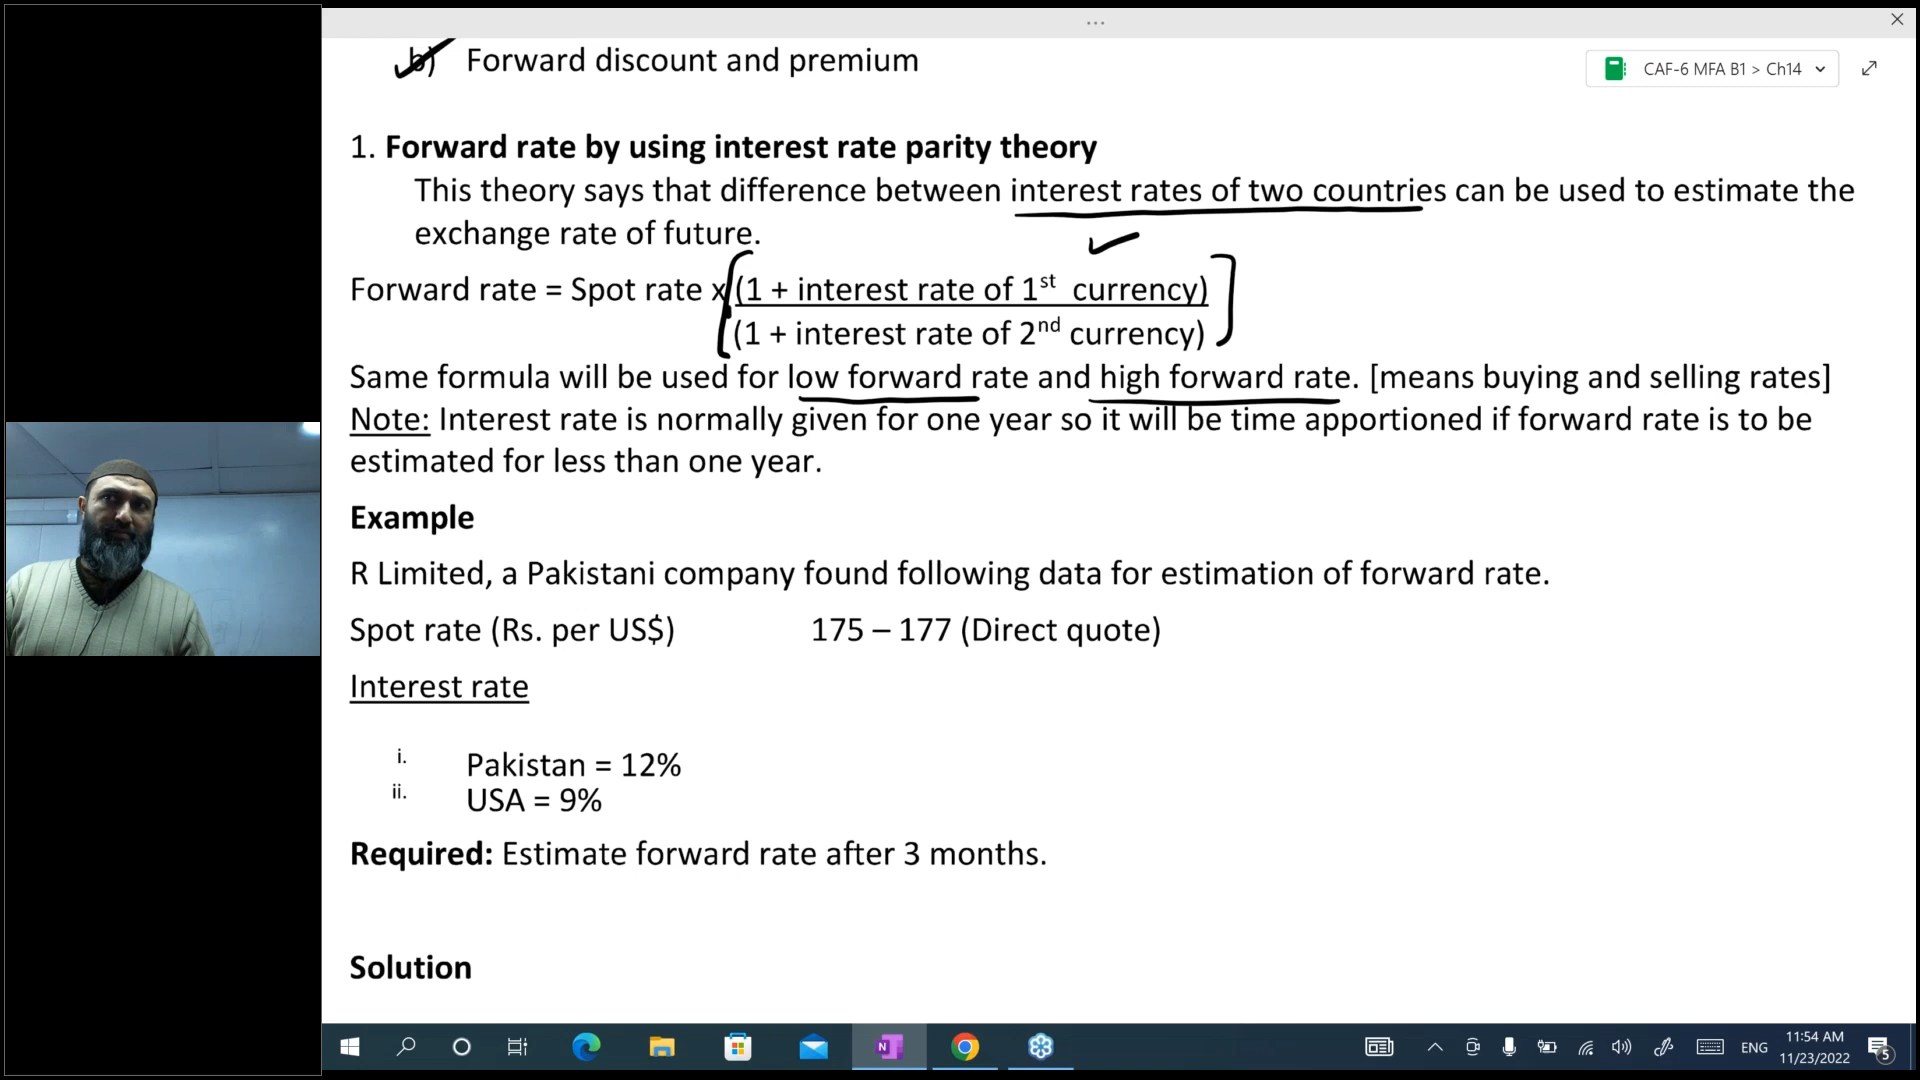 b) Forward discount and premium
CAF-6 MFA B1 > Ch14
1. Forward rate by using interest rate parity theory
This theory says that difference between interest rates of two countries can be used to estimate the
exchange rate of future.
Forward rate = Spot rate x (1 + interest rate of 1st currency)
(1 + interest rate of 2nd currency)
Same formula will be used for low forward rate and high forward rate. [means buying and selling rates]
Note: Interest rate is normally given for one year so it will be time apportioned if forward rate is to be
estimated for less than one year.
Example
R Limited, a Pakistani company found following data for estimation of forward rate.
Spot rate (Rs. per US$) 175 – 177 (Direct quote)
Interest rate
i. Pakistan = 12%
ii. USA = 9%
Required: Estimate forward rate after 3 months.
Solution
ENG
11:54 AM
11/23/2022
5